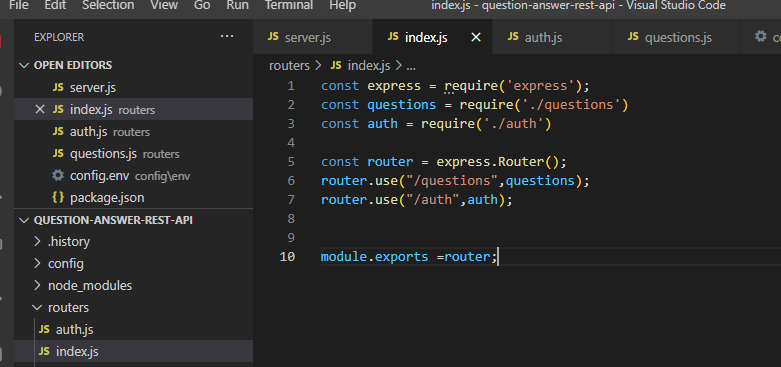 File Edit Selection View Go Run Terminal Help index.js - question-answer-rest-api - Visual Studio Code
EXPLORER ...
OPEN EDITORS
JS server.js
JS index.js routers
JS auth.js routers
JS questions.js routers
config.env config\env
{} package.json
QUESTION-ANSWER-REST-API
.history
config
node_modules
routers
JS auth.js
JS index.js
JS server.js JS index.js JS auth.js JS questions.js
routers > JS index.js > ...
1 const express = require('express');
2 const questions = require('./questions')
3 const auth = require('./auth')
4
5 const router = express.Router();
6 router.use("/questions",questions);
7 router.use("/auth",auth);
8
9
10 module.exports =router;